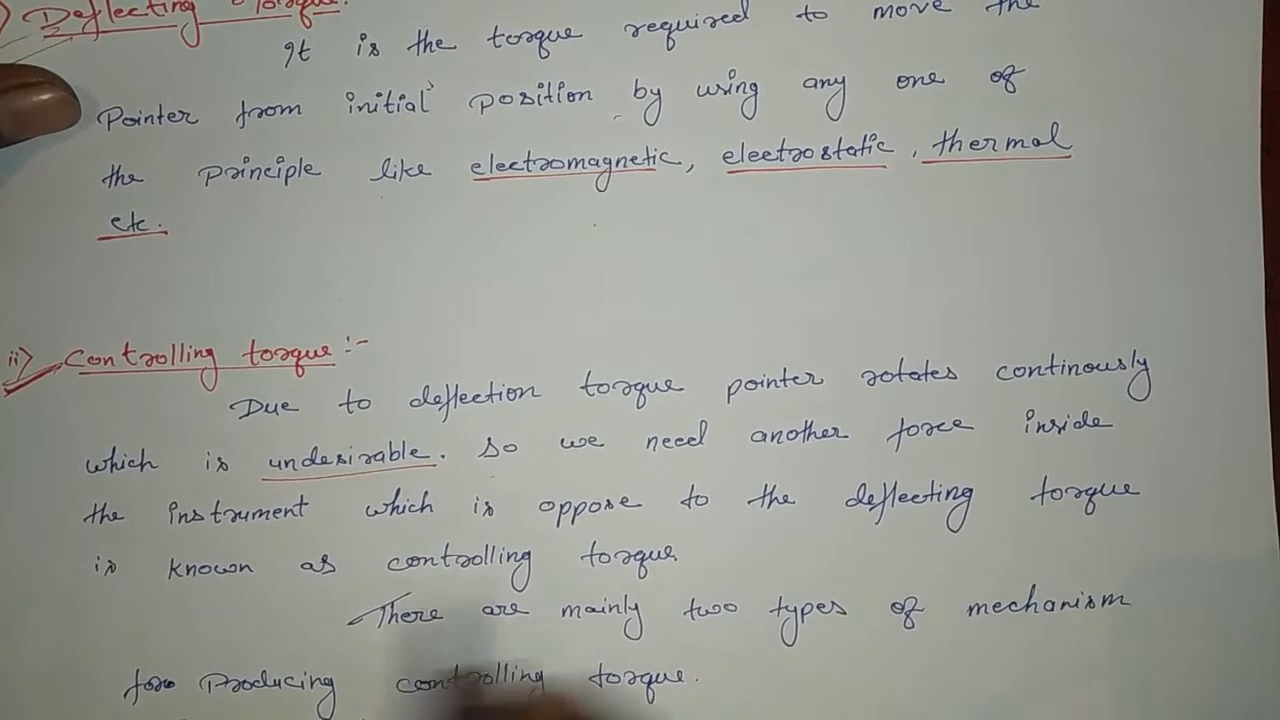 ) Deflecting Torque:
It is the torque required to move the
Pointer from initial position by using any one of
the principle like electromagnetic, electrostatic, thermal
etc.
ii) Controlling torque :-
Due to deflection torque pointer rotates continously
which is undesirable. So we need another force inside
the instrument which is oppose to the deflecting torque
is known as controlling torque.
There are mainly two types of mechanism
for Producing controlling torque.